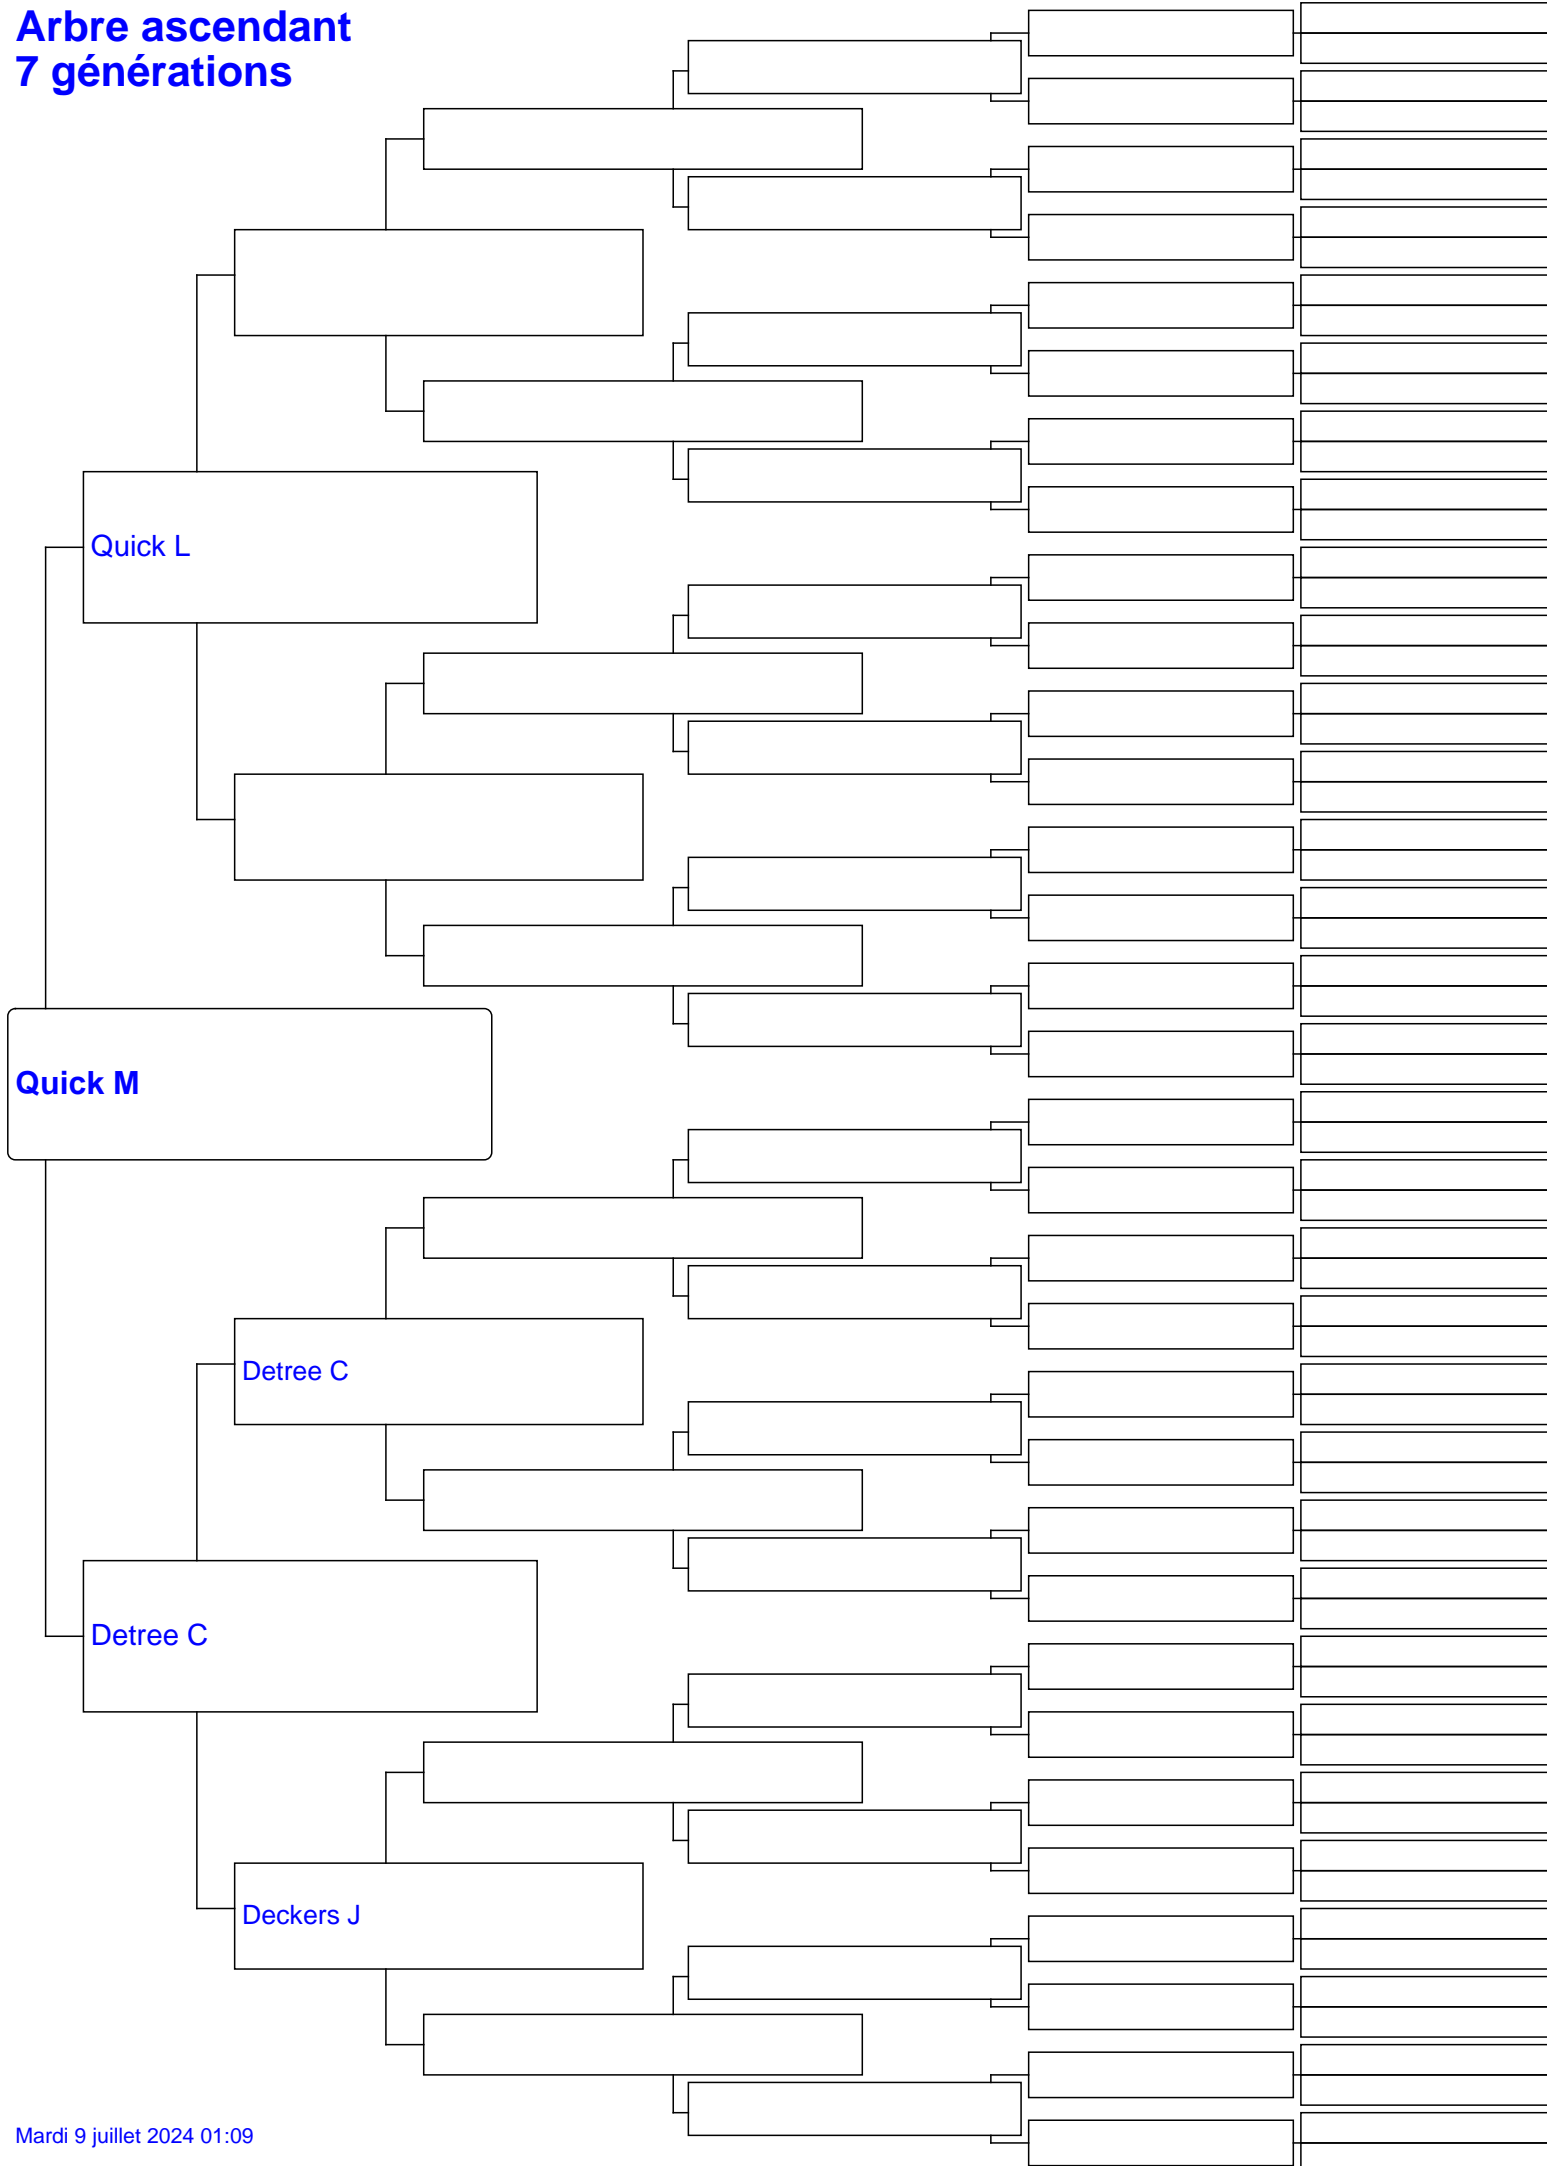 Arbre ascendant
7 générations
Quick L
Quick M
Detree C
Detree C
Deckers J
Mardi 9 juillet 2024 01:09